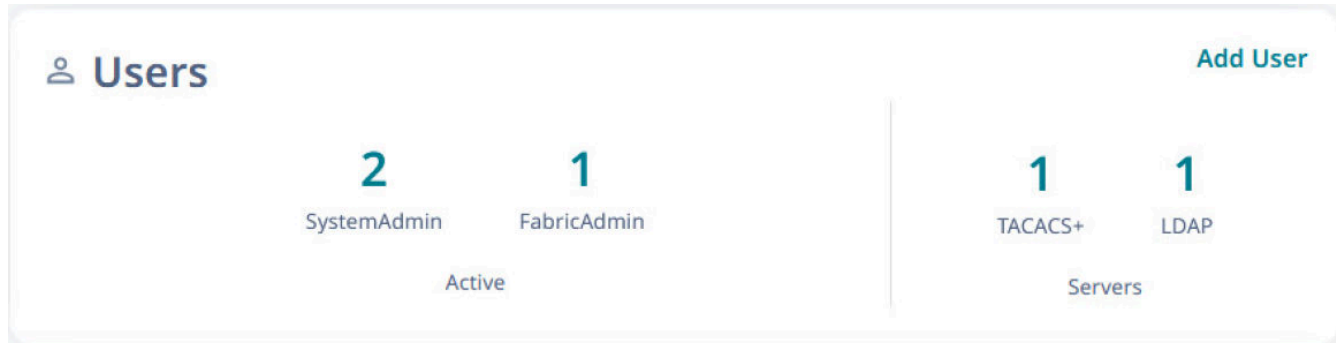 Users
Add User
2 1
SystemAdmin FabricAdmin
Active
1 1
TACACS+ LDAP
Servers